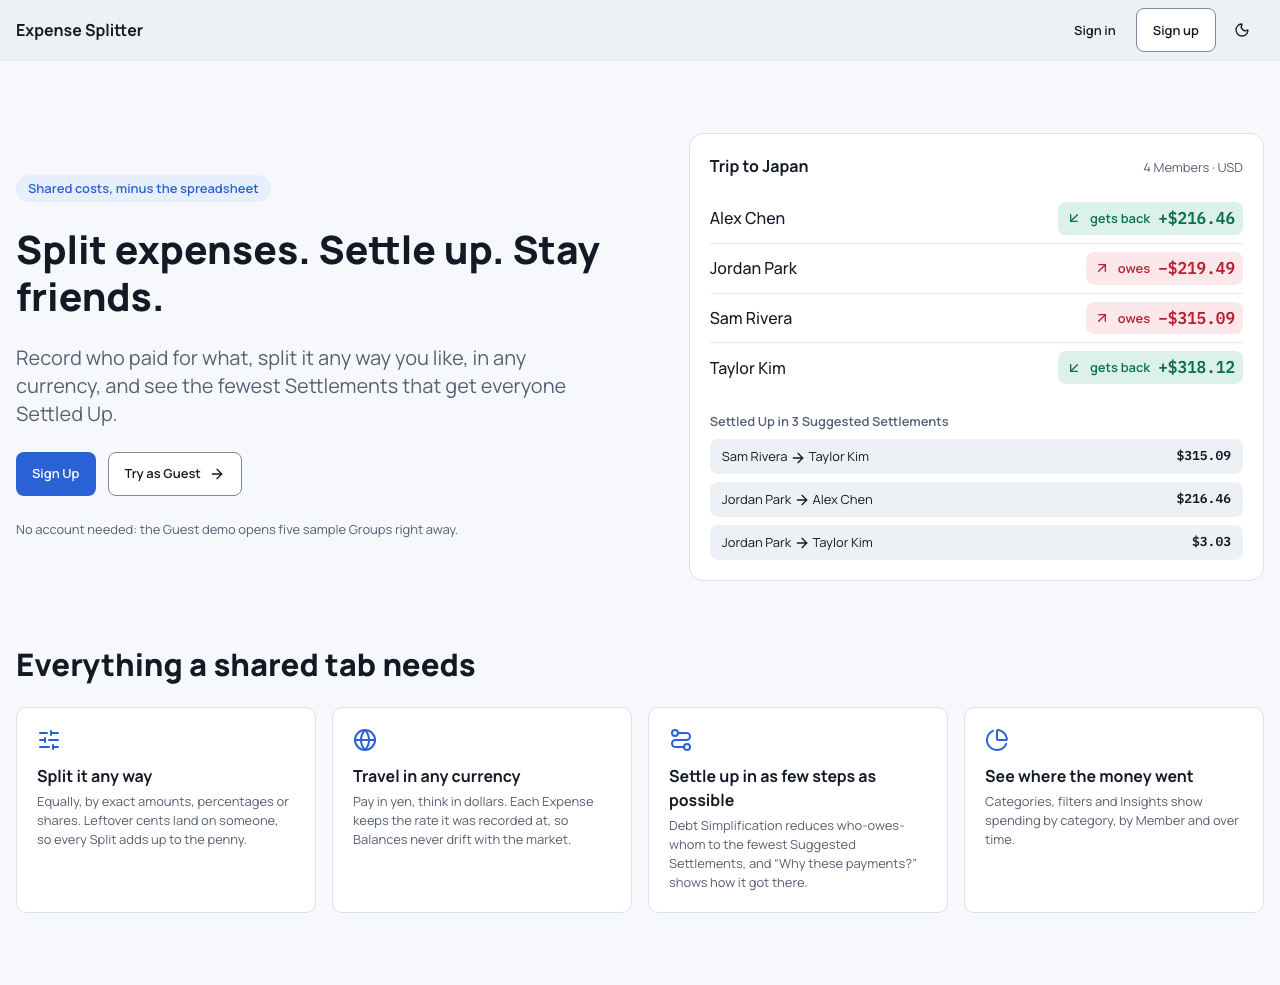 Expense Splitter
Sign in
Sign up
Shared costs, minus the spreadsheet
Split expenses. Settle up. Stay
friends.
Record who paid for what, split it any way you like, in any
currency, and see the fewest Settlements that get everyone
Settled Up.
Sign Up
Try as Guest →
No account needed: the Guest demo opens five sample Groups right away.
Trip to Japan
4 Members · USD
Alex Chen
↙ gets back +$216.46
Jordan Park
↗ owes −$219.49
Sam Rivera
↗ owes −$315.09
Taylor Kim
↙ gets back +$318.12
Settled Up in 3 Suggested Settlements
Sam Rivera → Taylor Kim
$315.09
Jordan Park → Alex Chen
$216.46
Jordan Park → Taylor Kim
$3.03
Everything a shared tab needs
Split it any way
Equally, by exact amounts, percentages or
shares. Leftover cents land on someone,
so every Split adds up to the penny.
Travel in any currency
Pay in yen, think in dollars. Each Expense
keeps the rate it was recorded at, so
Balances never drift with the market.
Settle up in as few steps as
possible
Debt Simplification reduces who-owes-
whom to the fewest Suggested
Settlements, and “Why these payments?”
shows how it got there.
See where the money went
Categories, filters and Insights show
spending by category, by Member and over
time.